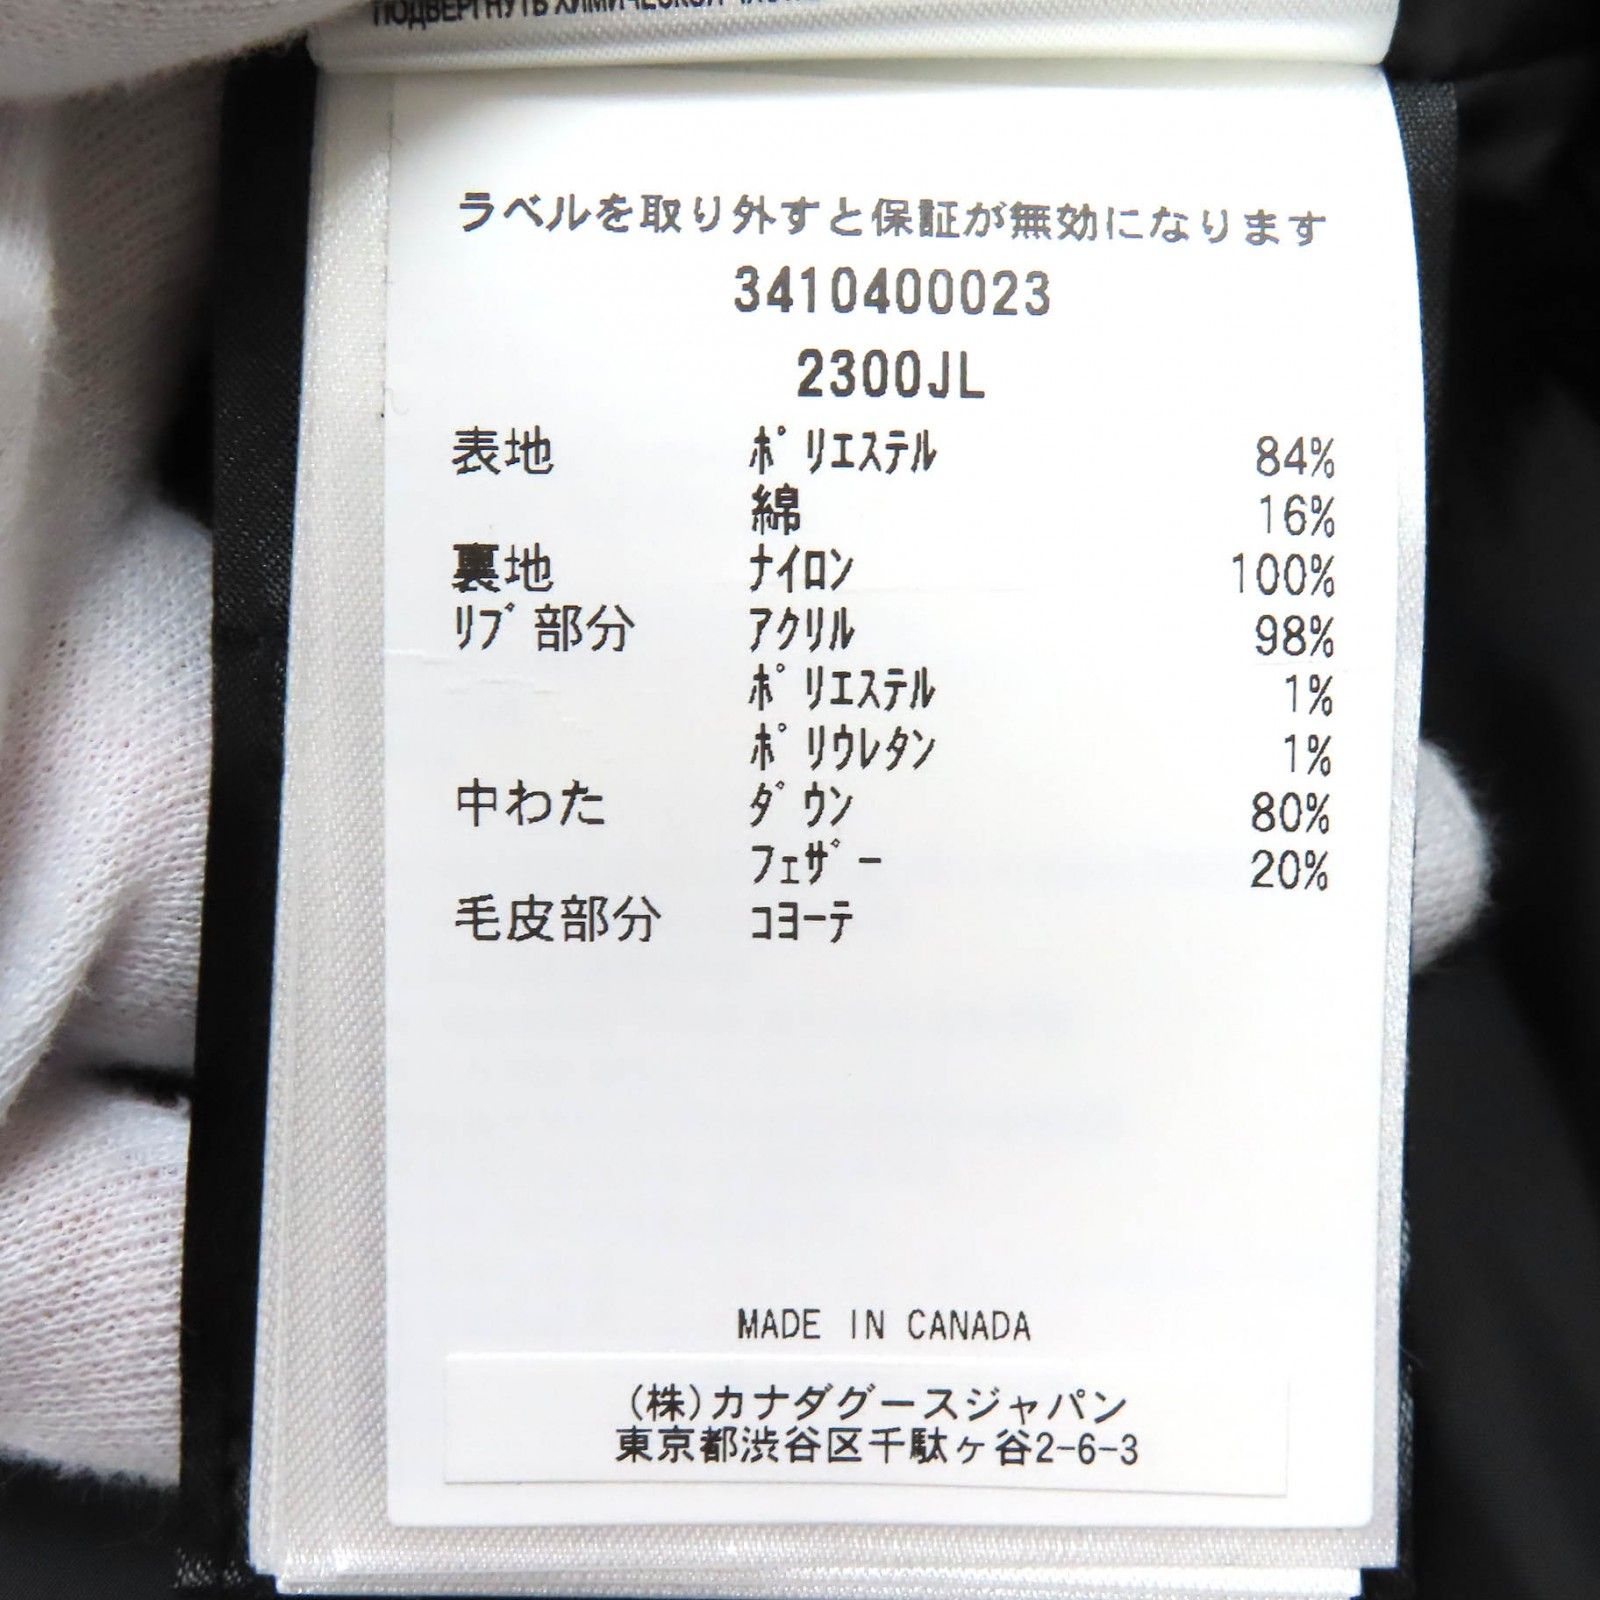 ПОДВЕРГНУТЬ ХИМИЧЕСКОЙ
ラベルを取り外すと保証が無効になります
3410400023
2300JL
表地 ﾎﾟﾘｴｽﾃﾙ 84%
綿 16%
裏地 ﾅｲﾛﾝ 100%
ﾘﾌﾞ部分 ｱｸﾘﾙ 98%
ﾎﾟﾘｴｽﾃﾙ 1%
ﾎﾟﾘｳﾚﾀﾝ 1%
中わた ﾀﾞｳﾝ 80%
ﾌｪｻﾞｰ 20%
毛皮部分 ｺﾖｰﾃ
MADE IN CANADA
(株)カナダグースジャパン
東京都渋谷区千駄ヶ谷2-6-3